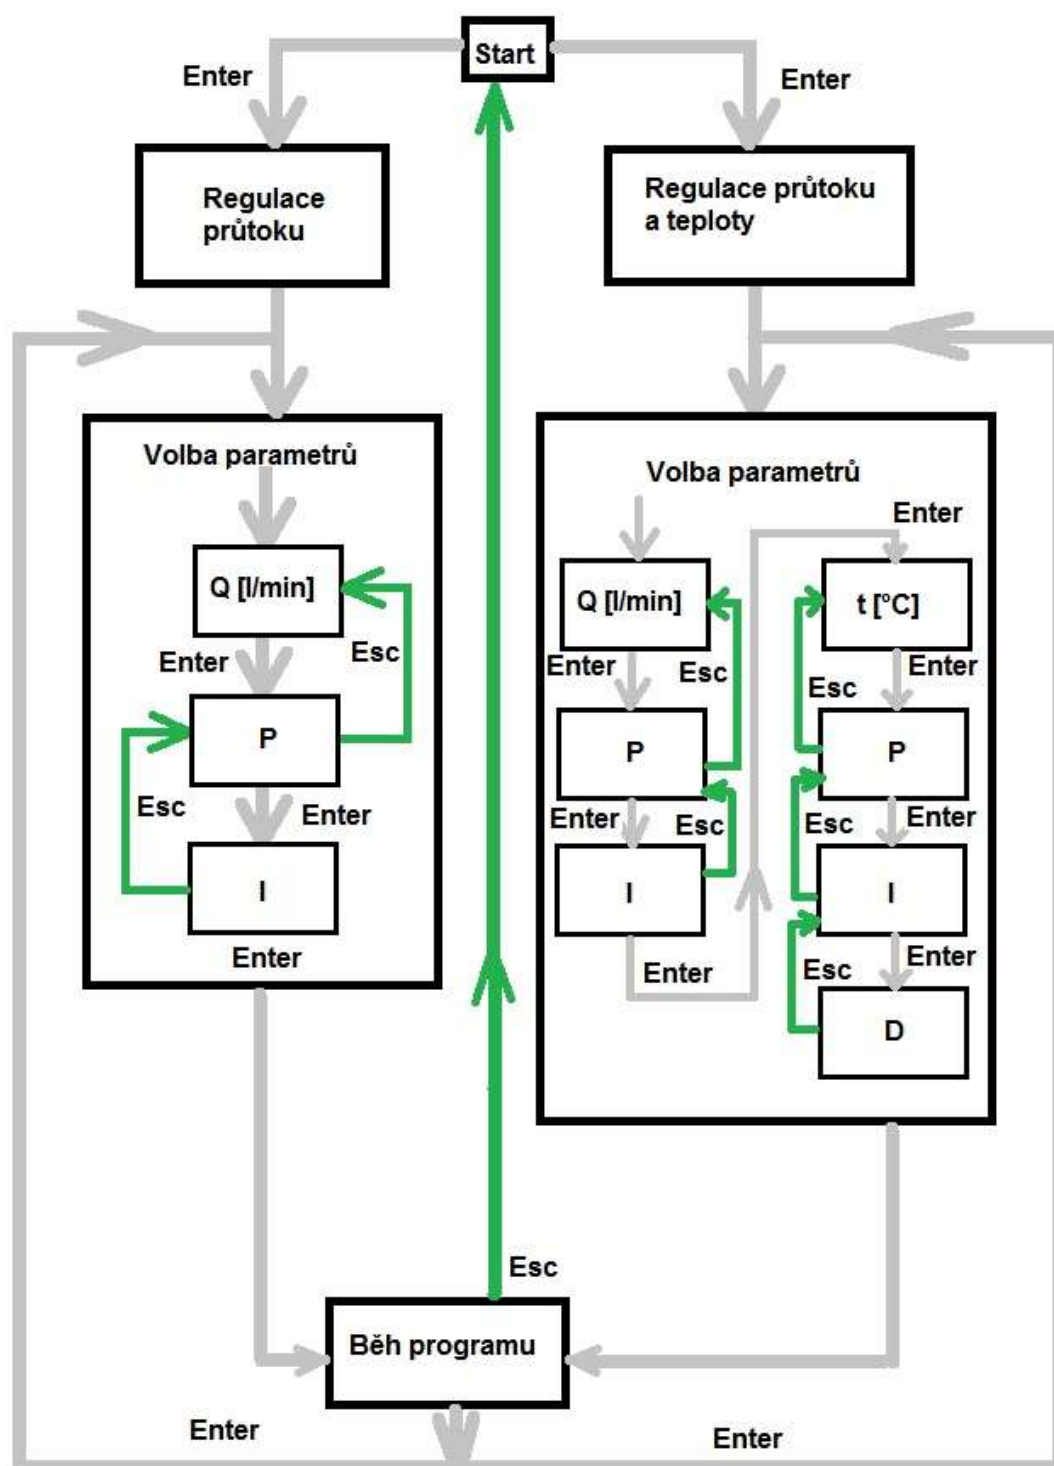 Start
Enter
Enter
Regulace
průtoku
Regulace průtoku
a teploty
Volba parametrů
Q [l/min]
Enter
Esc
P
Esc
Enter
I
Enter
Volba parametrů
Enter
Q [l/min]
t [°C]
Enter
Esc
Esc
Enter
P
P
Enter
Esc
Esc
Enter
I
I
Enter
Esc
Enter
D
Esc
Běh programu
Enter
Enter